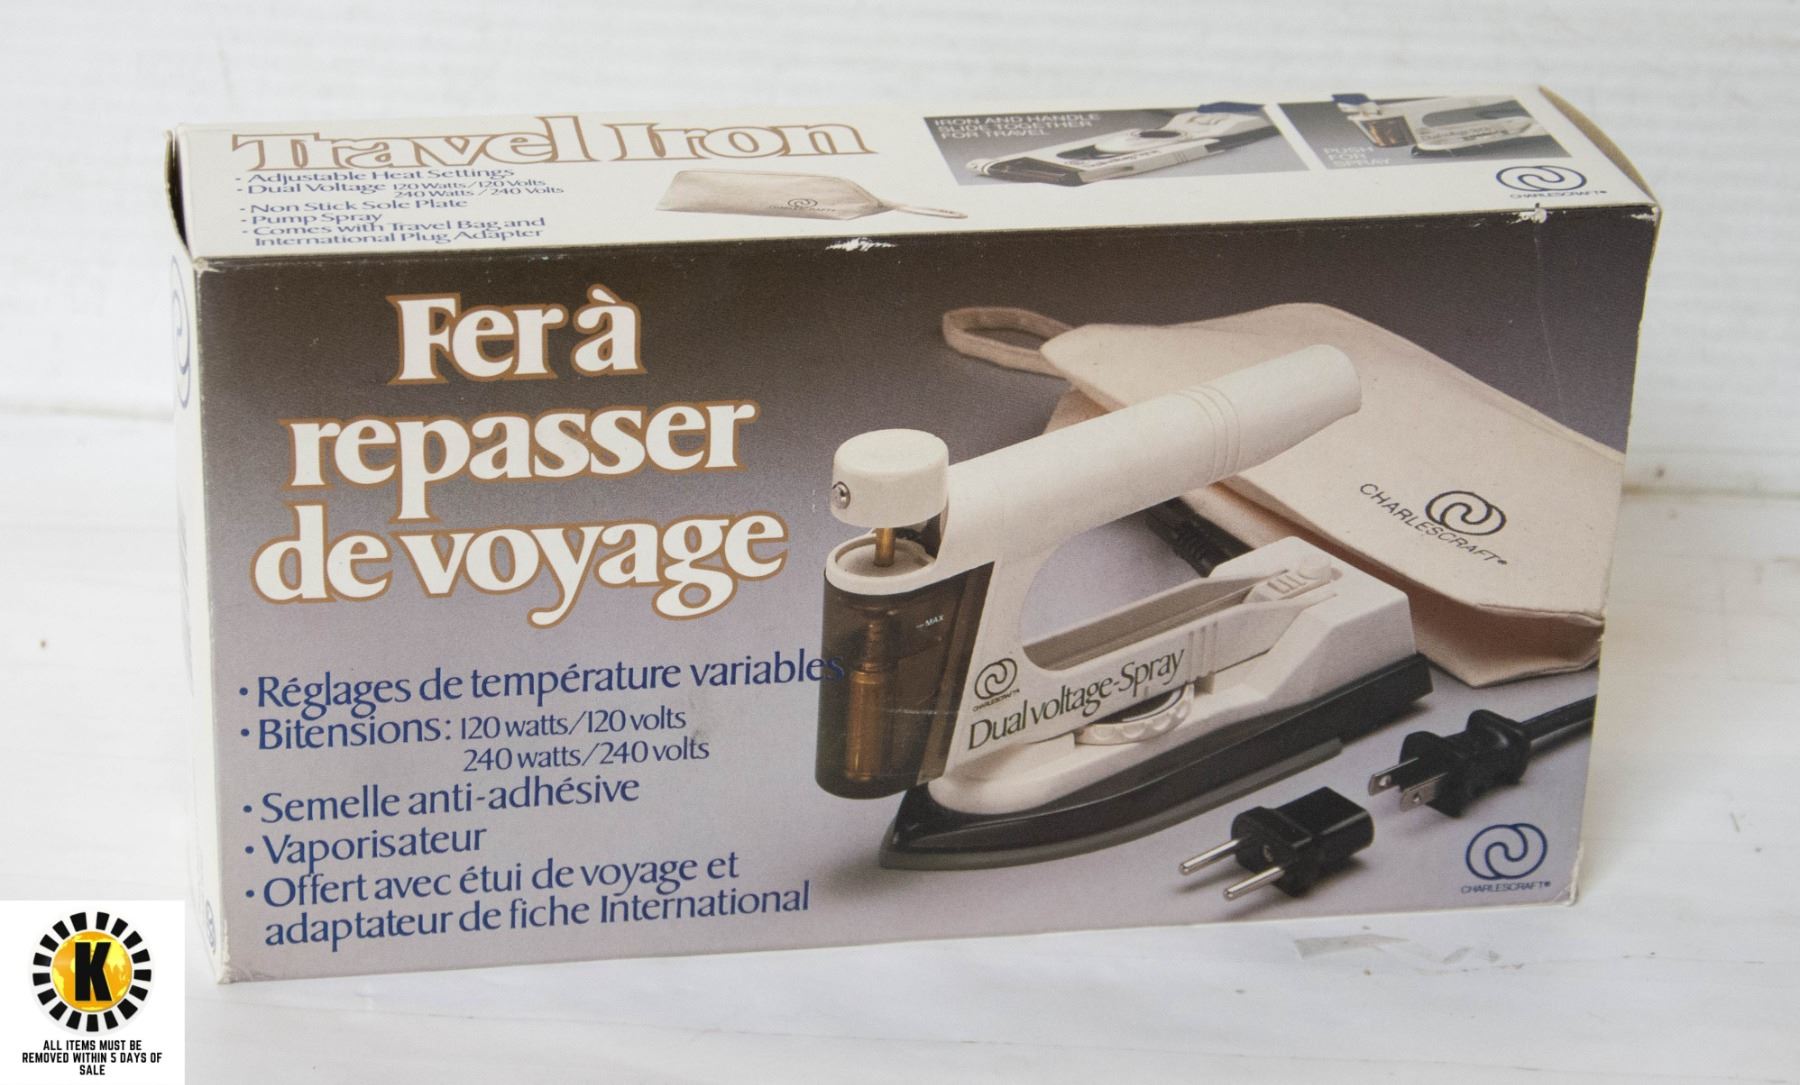 Travel Iron
• Adjustable Heat Settings
• Dual Voltage 120 Watts/120 Volts
240 Watts/240 Volts
• Non Stick Sole Plate
• Pump Spray
• Comes with Travel Bag and
International Plug Adapter
CHARLESCRAFT
IRON AND HANDLE
SLIDE TOGETHER
FOR TRAVEL
PUSH
FOR
SPRAY
CHARLESCRAFT®
Fer à
repasser
de voyage
• Réglages de température variables
• Bitensions: 120 watts/120 volts
240 watts/240 volts
• Semelle anti-adhésive
• Vaporisateur
• Offert avec étui de voyage et
adaptateur de fiche International
MAX
CHARLESCRAFT
Dual voltage-Spray
CHARLESCRAFT®
CHARLESCRAFT®
K
ALL ITEMS MUST BE
REMOVED WITHIN 5 DAYS OF
SALE